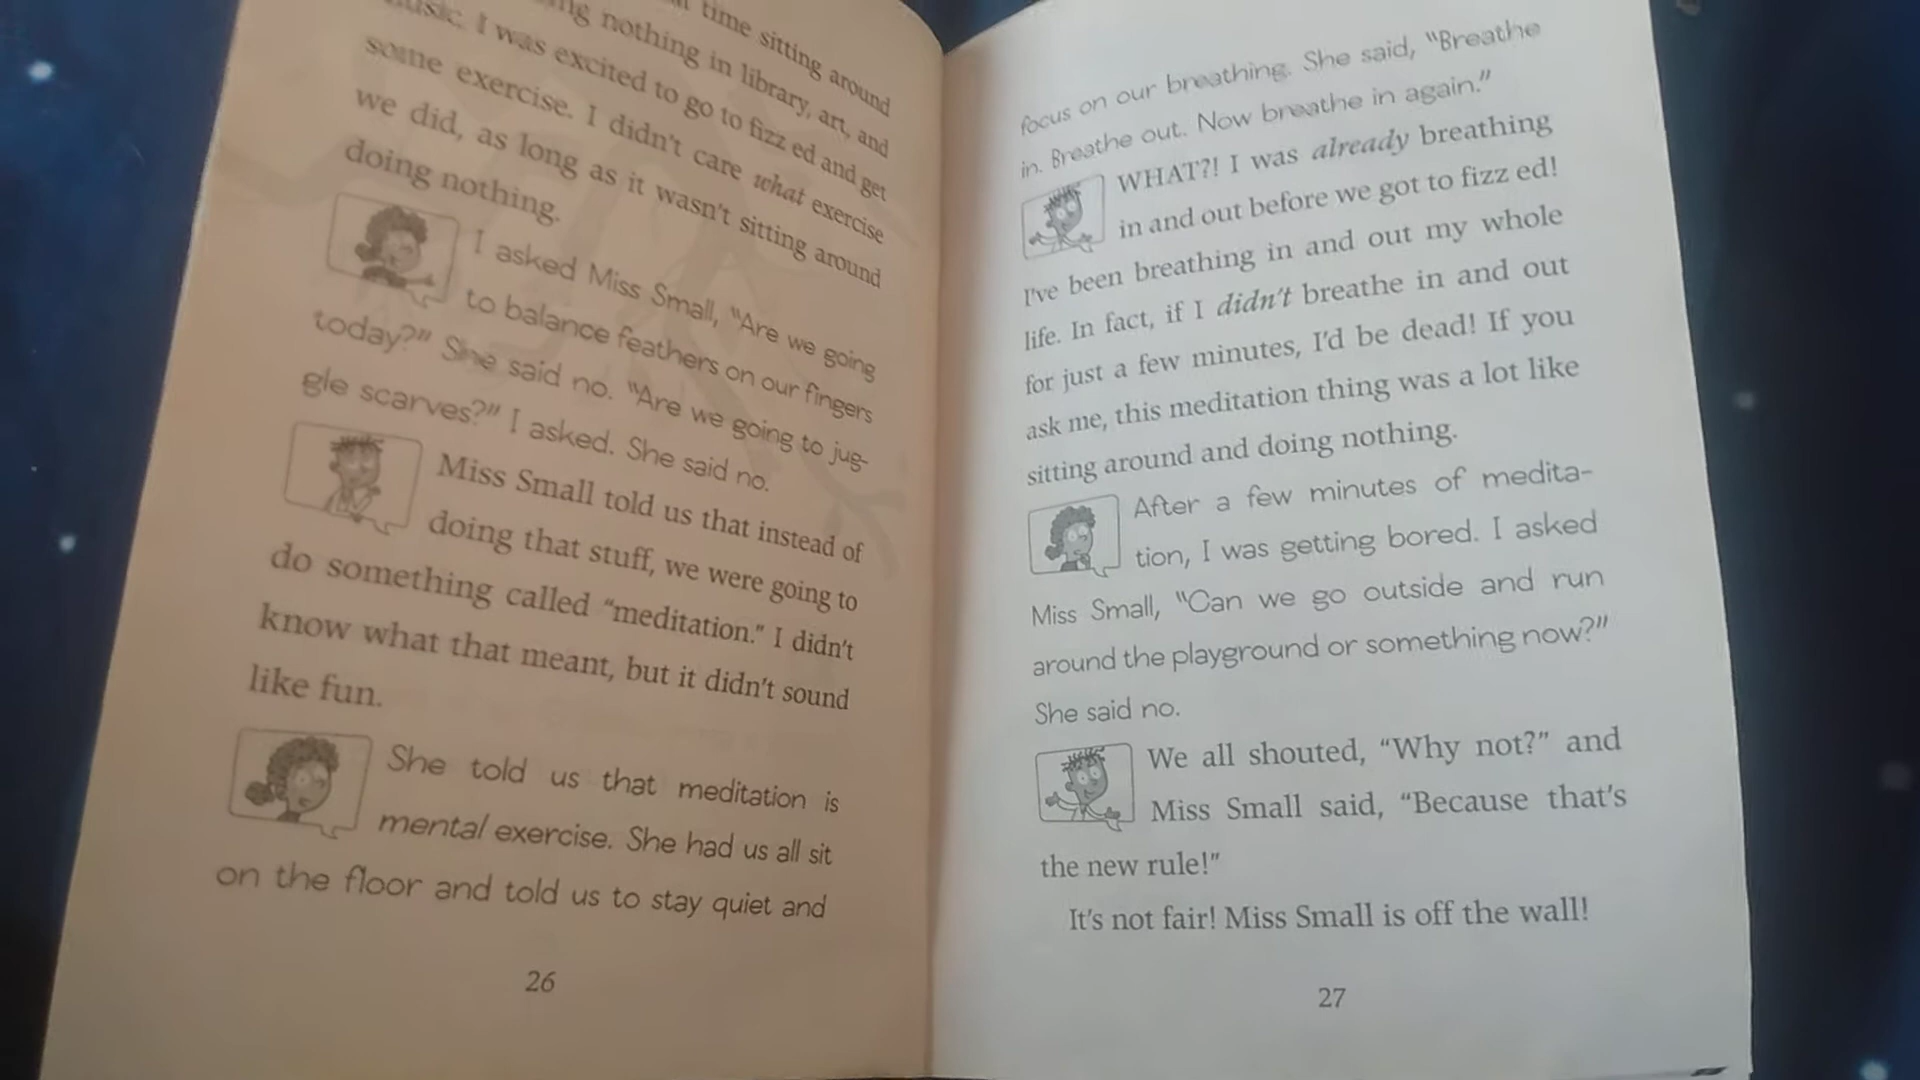 time sitting around
nothing in library, art, and
music. I was excited to go to fizz ed and get
some exercise. I didn't care what exercise
we did, as long as it wasn't sitting around
doing nothing.
I asked Miss Small, "Are we going
to balance feathers on our fingers
today?" She said no. "Are we going to jug-
gle scarves?" I asked. She said no.
Miss Small told us that instead of
doing that stuff, we were going to
do something called “meditation.” I didn't
know what that meant, but it didn't sound
like fun.
She told us that meditation is
mental exercise. She had us all sit
on the floor and told us to stay quiet and
26
focus on our breathing. She said, "Breathe
in. Breathe out. Now breathe in again."
WHAT?! I was already breathing
in and out before we got to fizz ed!
I've been breathing in and out my whole
life. In fact, if I didn't breathe in and out
for just a few minutes, I'd be dead! If you
ask me, this meditation thing was a lot like
sitting around and doing nothing.
After a few minutes of medita-
tion, I was getting bored. I asked
Miss Small, "Can we go outside and run
around the playground or something now?"
She said no.
We all shouted, “Why not?” and
Miss Small said, “Because that's
the new rule!”
It's not fair! Miss Small is off the wall!
27